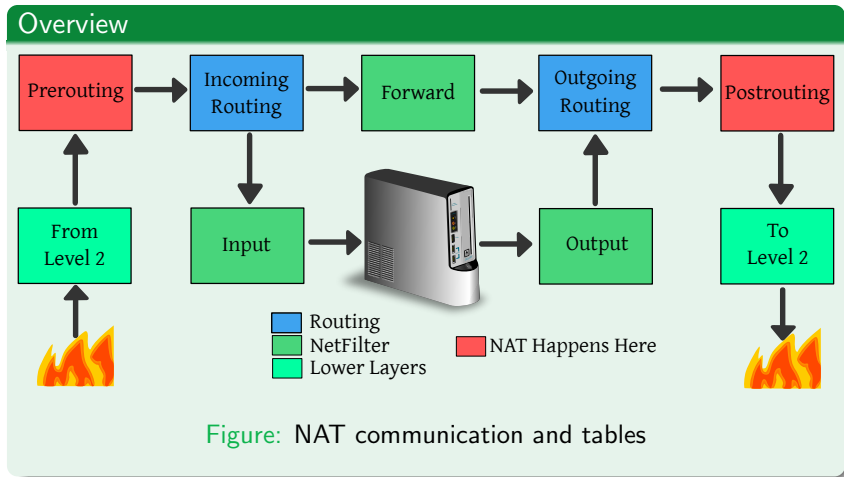 Overview
Prerouting
Incoming
Routing
Forward
Outgoing
Routing
Postrouting
From
Level 2
Input
Output
To
Level 2
Routing
NetFilter
Lower Layers
NAT Happens Here
Figure: NAT communication and tables